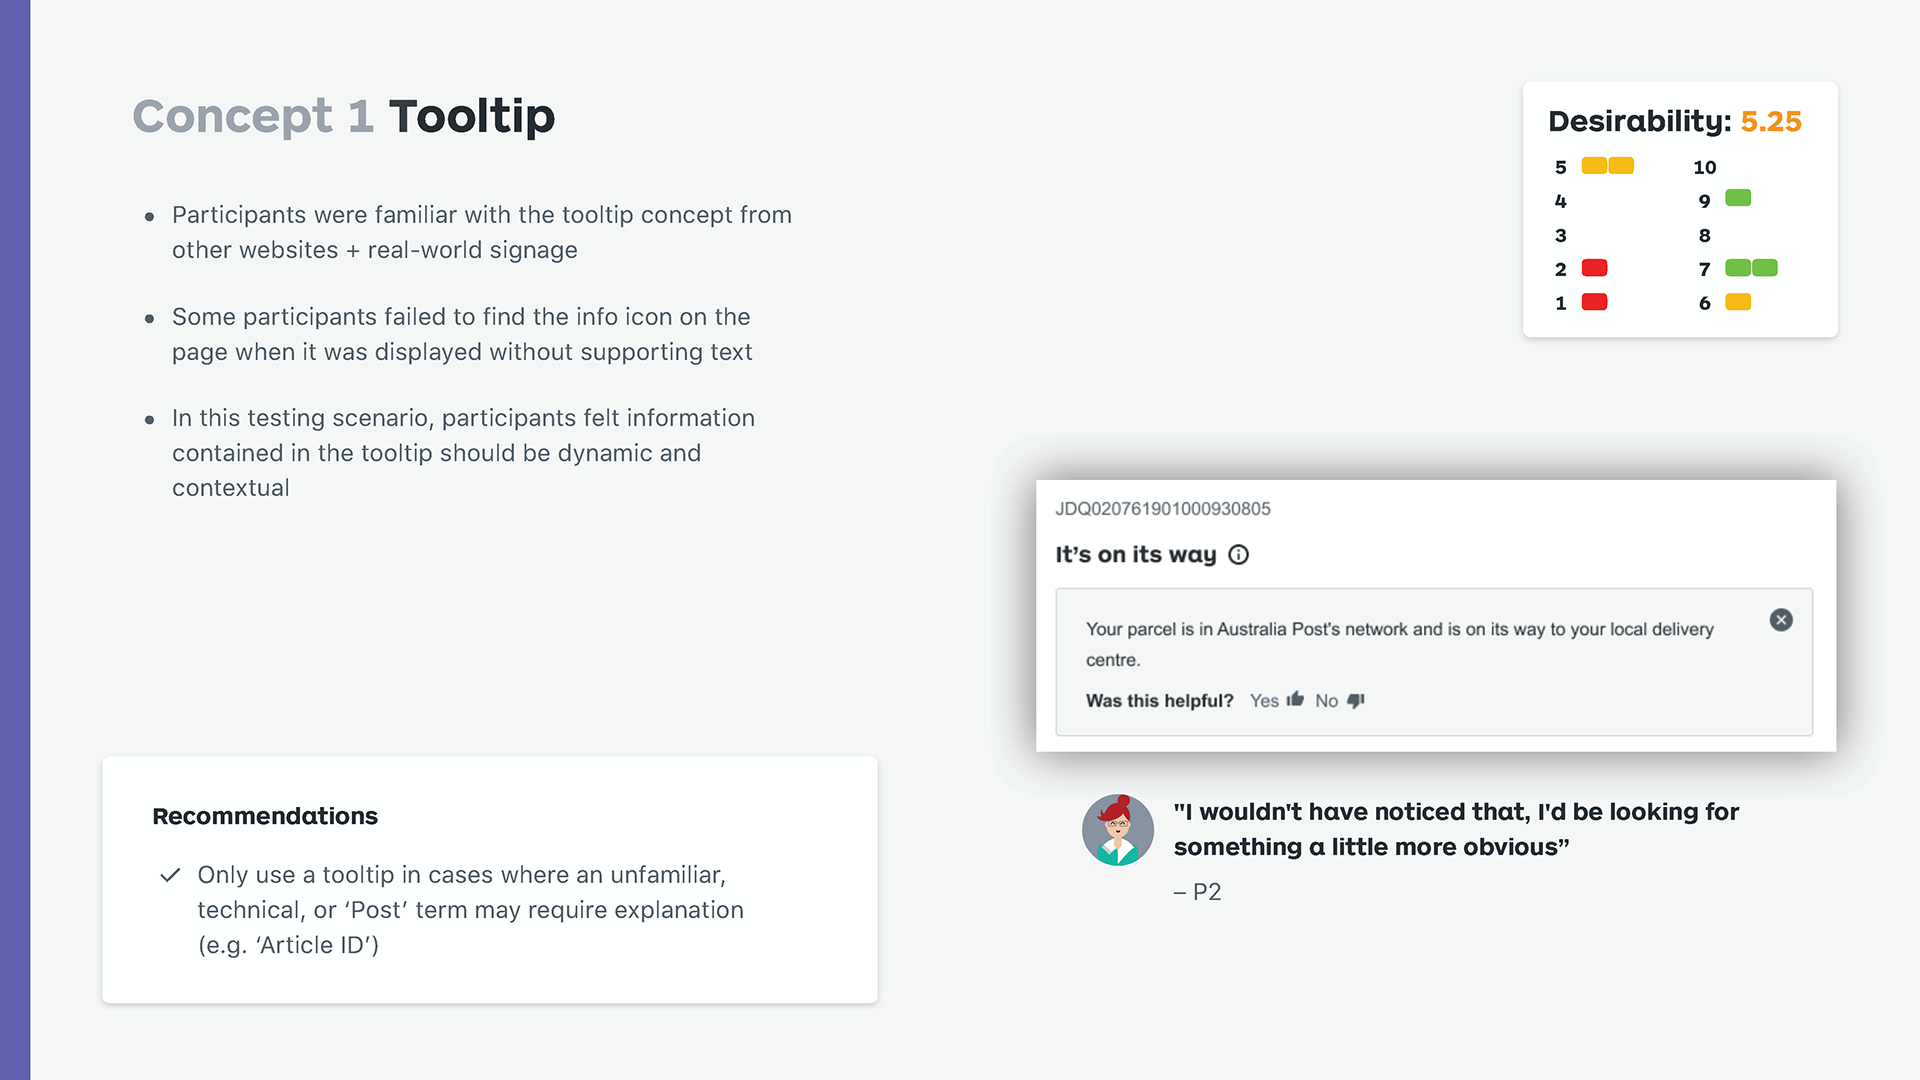 Concept 1 Tooltip
• Participants were familiar with the tooltip concept from
other websites + real-world signage
• Some participants failed to find the info icon on the
page when it was displayed without supporting text
• In this testing scenario, participants felt information
contained in the tooltip should be dynamic and
contextual
Recommendations
✓ Only use a tooltip in cases where an unfamiliar,
technical, or ‘Post’ term may require explanation
(e.g. ‘Article ID’)
Desirability: 5.25
5 10
4 9
3 8
2 7
1 6
JDQ020761901000930805
It’s on its way
Your parcel is in Australia Post's network and is on its way to your local delivery
centre.
Was this helpful? Yes No
"I wouldn't have noticed that, I'd be looking for
something a little more obvious”
– P2